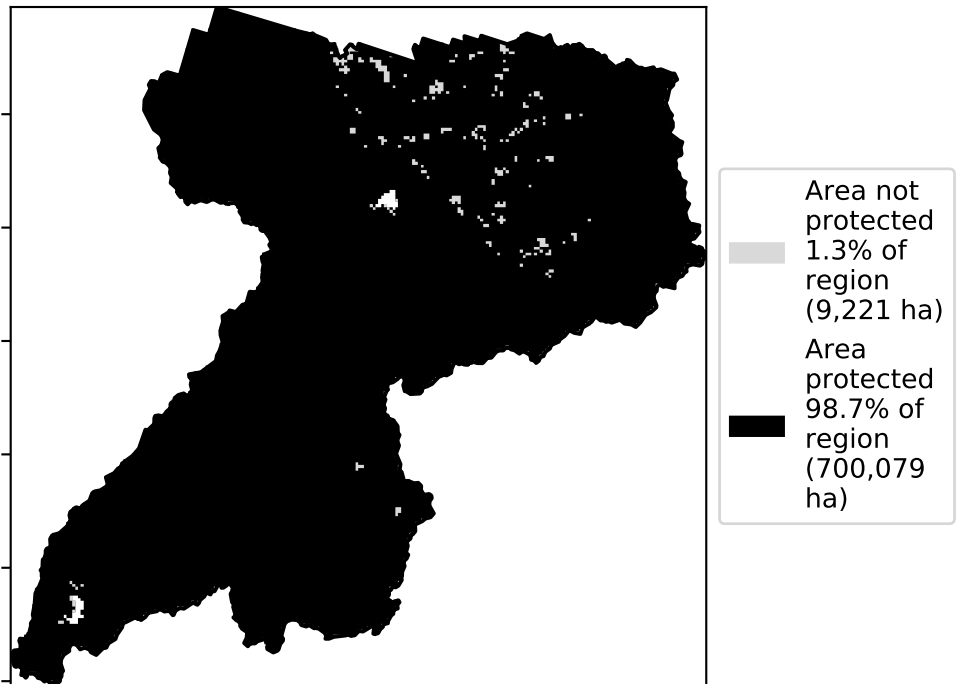 Area not
protected
1.3% of
region
(9,221 ha)
Area
protected
98.7% of
region
(700,079
ha)